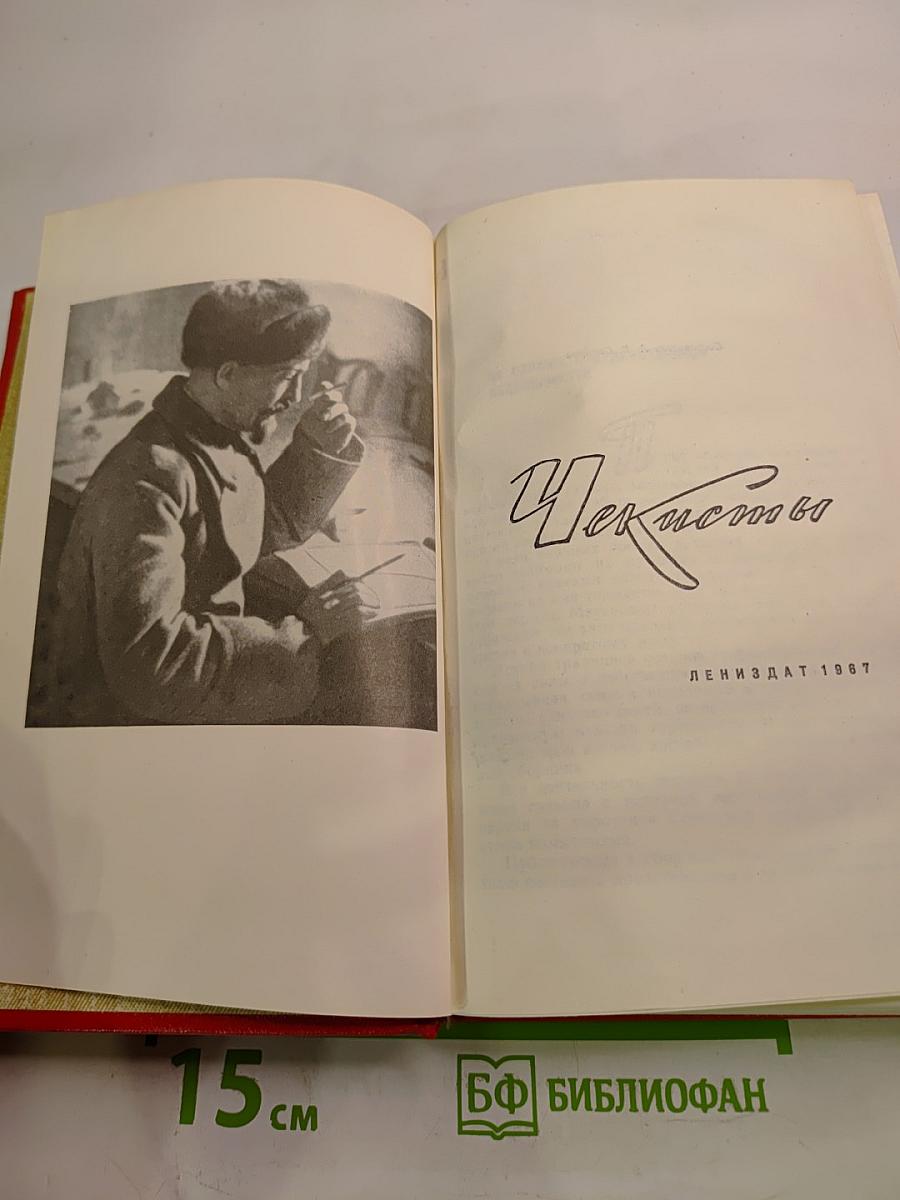 Чекисты
ЛЕНИЗДАТ 1967
15 см
БФ БИБЛИОФАН